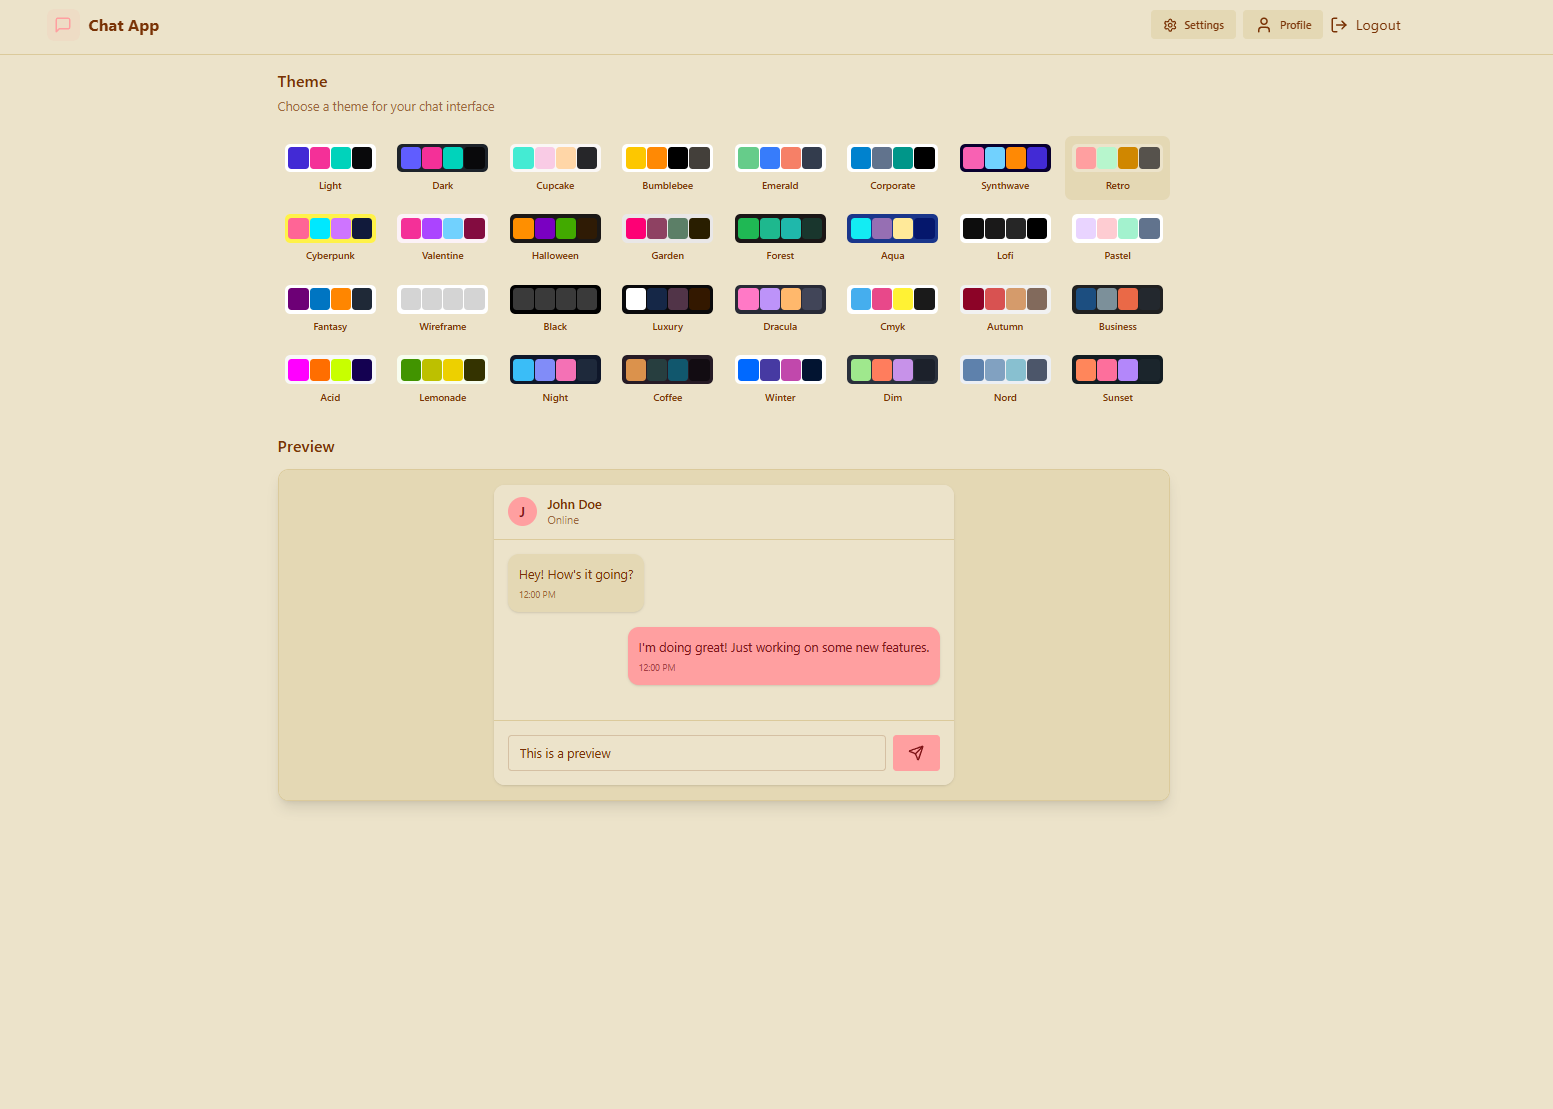 Chat App
Settings
Profile
Logout
Theme
Choose a theme for your chat interface
Light
Dark
Cupcake
Bumblebee
Emerald
Corporate
Synthwave
Retro
Cyberpunk
Valentine
Halloween
Garden
Forest
Aqua
Lofi
Pastel
Fantasy
Wireframe
Black
Luxury
Dracula
Cmyk
Autumn
Business
Acid
Lemonade
Night
Coffee
Winter
Dim
Nord
Sunset
Preview
J
John Doe
Online
Hey! How's it going?
12:00 PM
I'm doing great! Just working on some new features.
12:00 PM
This is a preview